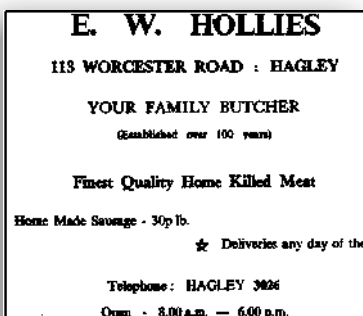 E. W. HOLLIES
113 WORCESTER ROAD : HAGLEY
YOUR FAMILY BUTCHER
(Established over 100 years)
Finest Quality Home Killed Meat
Home Made Sausage - 30p lb.
☆ Deliveries any day of the
Telephone : HAGLEY 3026
Open - 8.00 a.m. — 6.00 p.m.